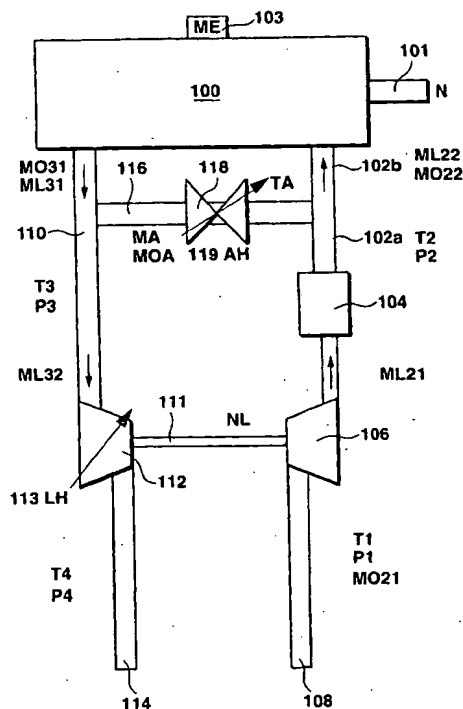 ME
103
101
100
N
MO31
ML31
116
118
TA
102b
ML22
MO22
110
MA
MOA
119 AH
102a
T2
P2
T3
P3
104
ML32
ML21
111
NL
106
113 LH
112
T4
P4
T1
P1
MO21
114
108